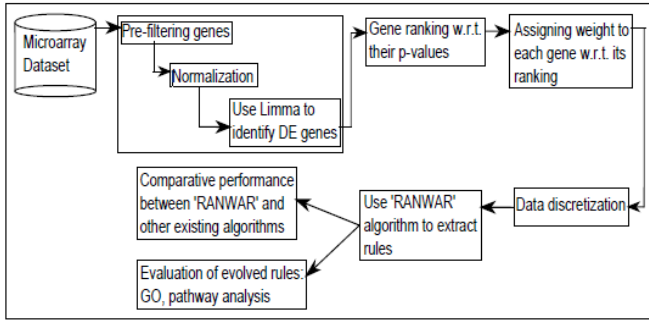 Microarray
Dataset
Pre-filtering genes
Normalization
Use Limma to
identify DE genes
Gene ranking w.r.t.
their p-values
Assigning weight to
each gene w.r.t. its
ranking
Data discretization
Use 'RANWAR'
algorithm to extract
rules
Comparative performance
between 'RANWAR' and
other existing algorithms
Evaluation of evolved rules:
GO, pathway analysis